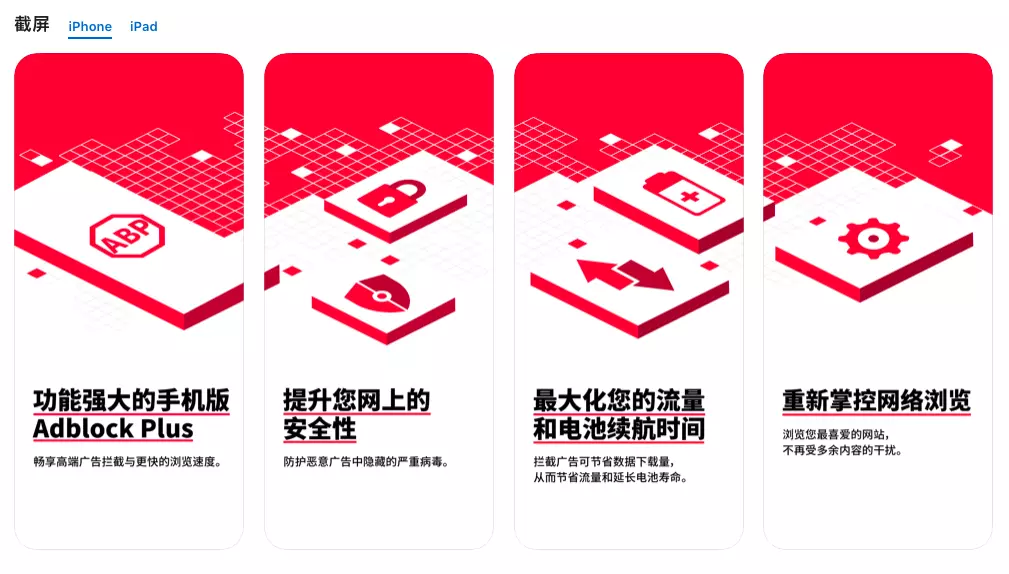 截屏
iPhone
iPad
ABP
功能强大的手机版
Adblock Plus
畅享高端广告拦截与更快的浏览速度。
提升您网上的
安全性
防护恶意广告中隐藏的严重病毒。
最大化您的流量
和电池续航时间
拦截广告可节省数据下载量，
从而节省流量和延长电池寿命。
重新掌控网络浏览
浏览您最喜爱的网站，
不再受多余内容的干扰。